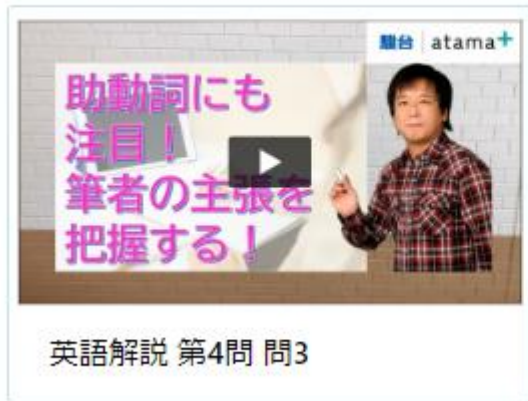 駿台 atama+
助動詞にも
注目！
筆者の主張を
把握する！
英語解説 第4問 問3